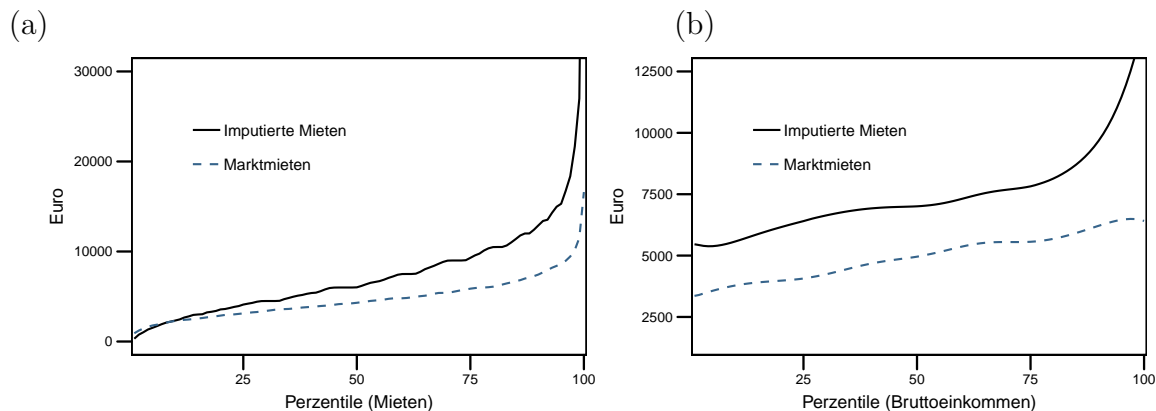 (a)
30000
20000
10000
0
Euro
Imputierte Mieten
Marktmieten
25
50
75
100
Perzentile (Mieten)
(b)
12500
10000
7500
5000
2500
Euro
Imputierte Mieten
Marktmieten
25
50
75
100
Perzentile (Bruttoeinkommen)